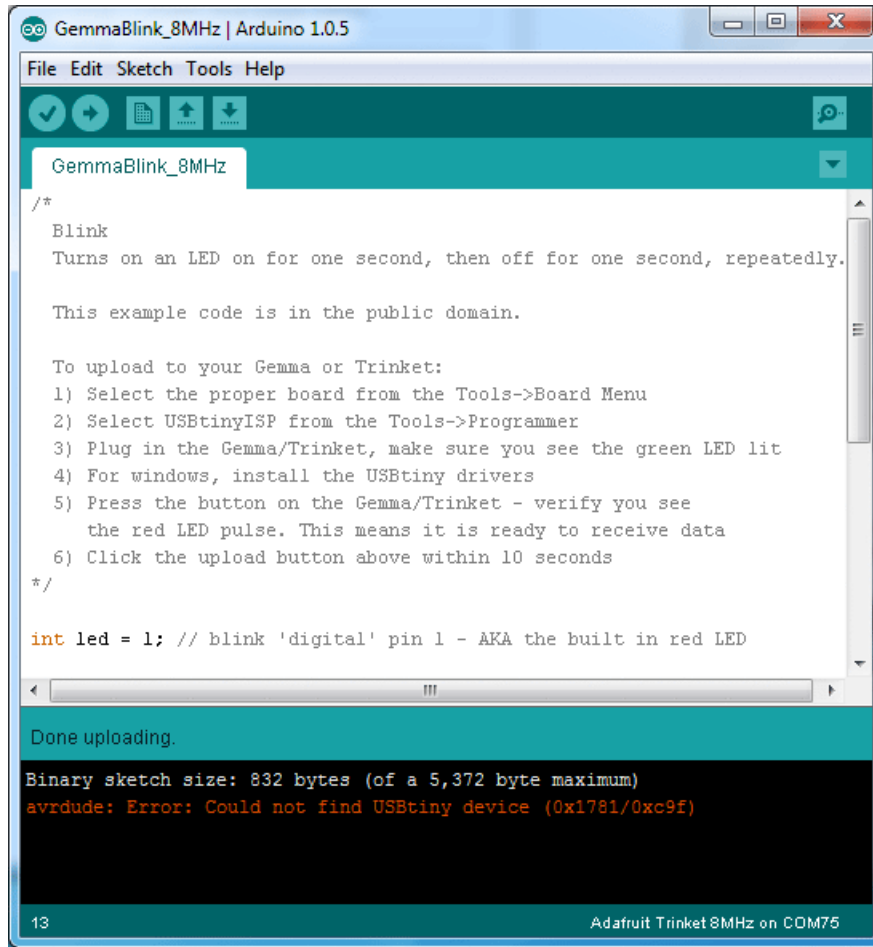 GemmaBlink_8MHz | Arduino 1.0.5
File Edit Sketch Tools Help
GemmaBlink_8MHz
/*
Blink
Turns on an LED on for one second, then off for one second, repeatedly.
This example code is in the public domain.
To upload to your Gemma or Trinket:
1) Select the proper board from the Tools->Board Menu
2) Select USBtinyISP from the Tools->Programmer
3) Plug in the Gemma/Trinket, make sure you see the green LED lit
4) For windows, install the USBtiny drivers
5) Press the button on the Gemma/Trinket - verify you see
the red LED pulse. This means it is ready to receive data
6) Click the upload button above within 10 seconds
*/
int led = 1; // blink 'digital' pin 1 - AKA the built in red LED
Done uploading.
Binary sketch size: 832 bytes (of a 5,372 byte maximum)
avrdude: Error: Could not find USBtiny device (0x1781/0xc9f)
13 Adafruit Trinket 8MHz on COM75